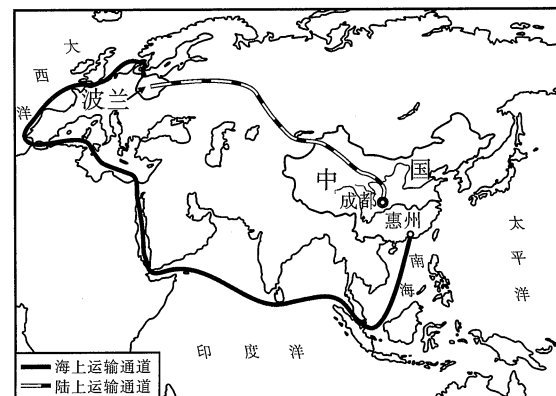 大
西
洋
波兰
中
国
成都
惠州
南
海
太
平
洋
印 度 洋
海上运输通道
陆上运输通道